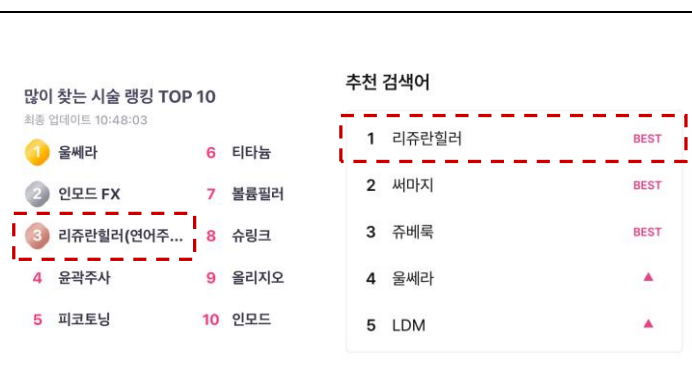 많이 찾는 시술 랭킹 TOP 10
최종 업데이트 10:48:03
1 울쎄라
2 인모드 FX
3 리쥬란힐러(연어주...
4 윤곽주사
5 피코토닝
6 티타늄
7 볼륨필러
8 슈링크
9 올리지오
10 인모드
추천 검색어
1 리쥬란힐러 BEST
2 써마지 BEST
3 쥬베룩 BEST
4 울쎄라 ▲
5 LDM ▲